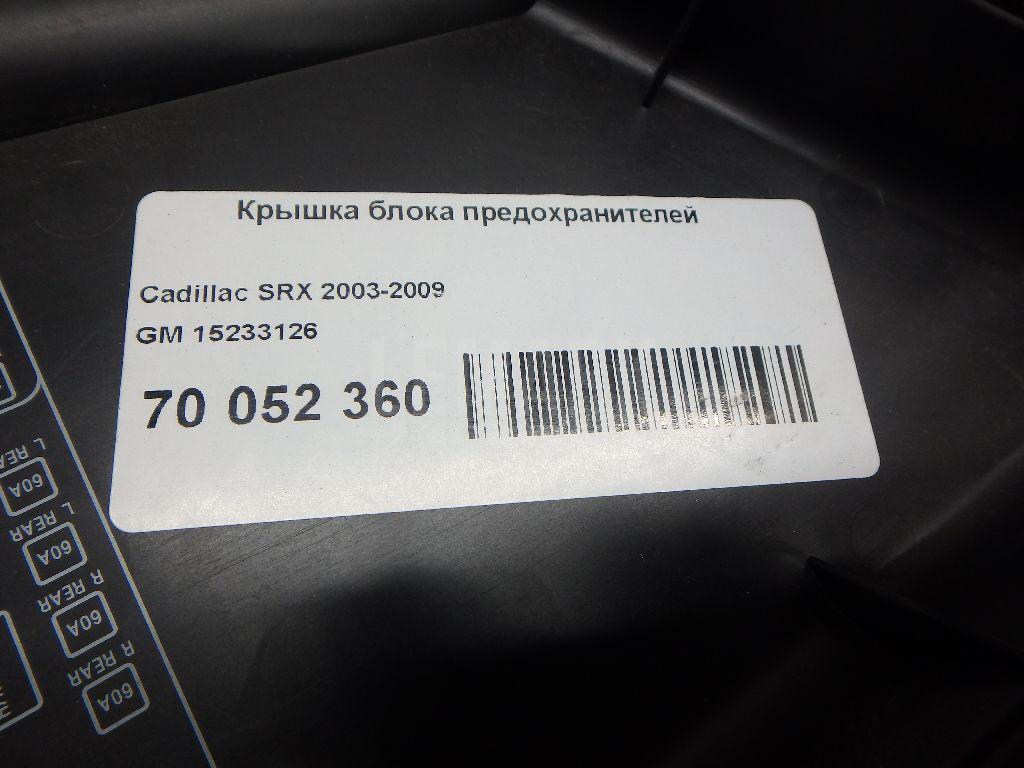 Крышка блока предохранителей
Cadillac SRX 2003-2009
GM 15233126
70 052 360
L REAR
60A
L REAR
60A
R REAR
60A
R REAR
60A